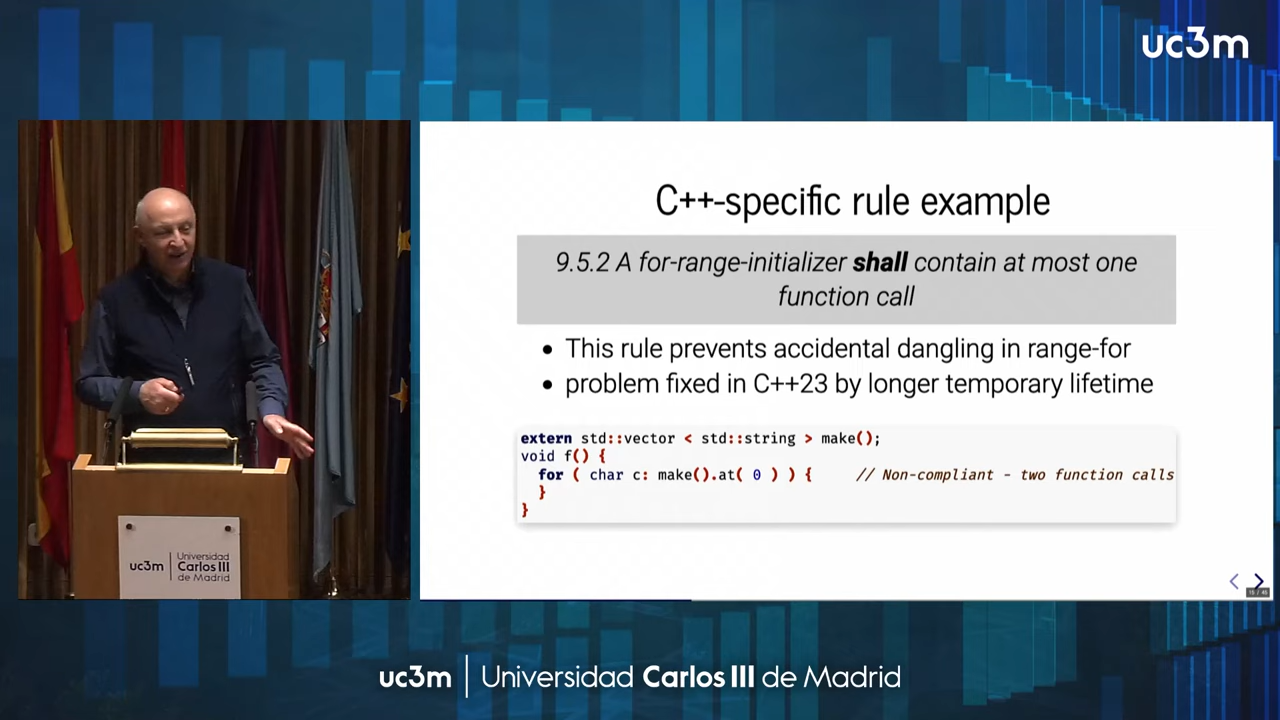 uc3m
C++-specific rule example
9.5.2 A for-range-initializer shall contain at most one
function call
• This rule prevents accidental dangling in range-for
• problem fixed in C++23 by longer temporary lifetime
extern std::vector < std::string > make();
void f() {
  for ( char c: make().at( 0 ) ) {     // Non-compliant - two function calls
  }
}
15 / 45
uc3m | Universidad
Carlos III
de Madrid
uc3m | Universidad Carlos III de Madrid